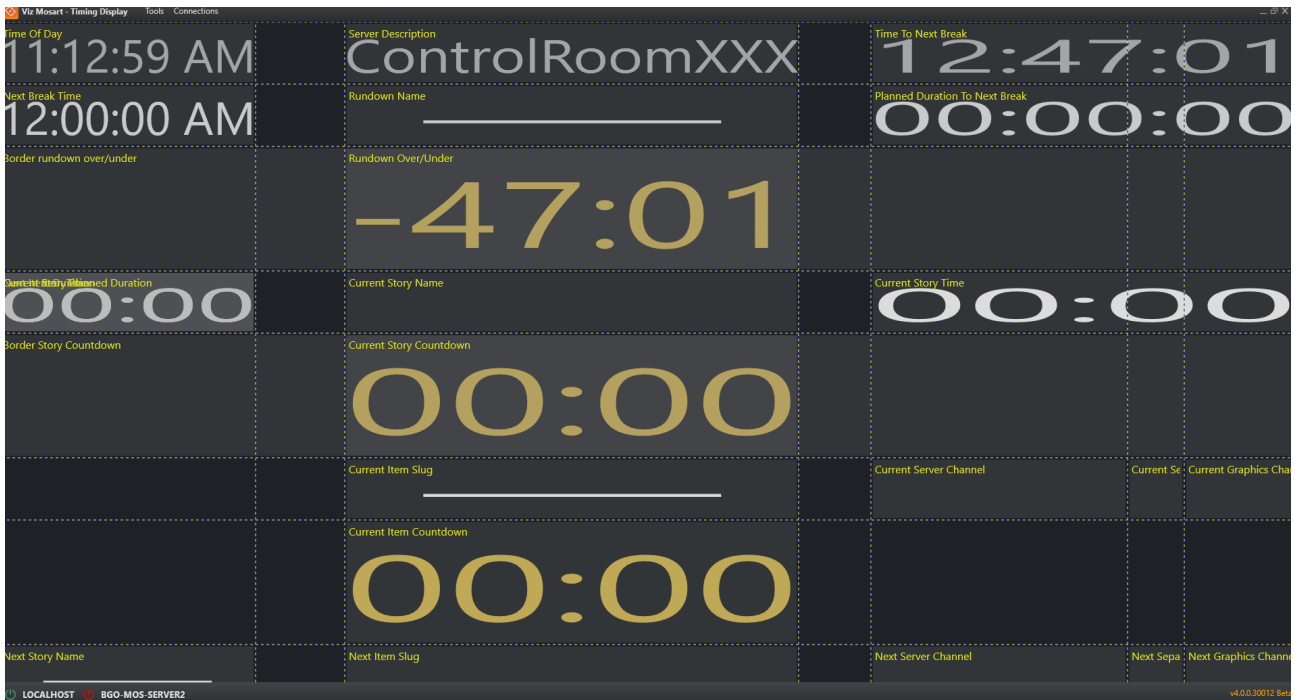 Viz Mosart - Timing Display Tools Connections
Time Of Day
11:12:59 AM
Server Description
ControlRoomXXX
Time To Next Break
12:47:01
Next Break Time
12:00:00 AM
Rundown Name
Planned Duration To Next Break
00:00:00
Border rundown over/under
Rundown Over/Under
-47:01
Planned Duration
00:00
Current Story Name
Current Story Time
00:00
Border Story Countdown
Current Story Countdown
00:00
Current Item Slug
Current Server Channel
Current Se
Current Graphics Cha
Current Item Countdown
00:00
Next Story Name
Next Item Slug
Next Server Channel
Next Sepa
Next Graphics Channe
LOCALHOST BGO-MOS-SERVER2
v4.0.0.30012 Beta